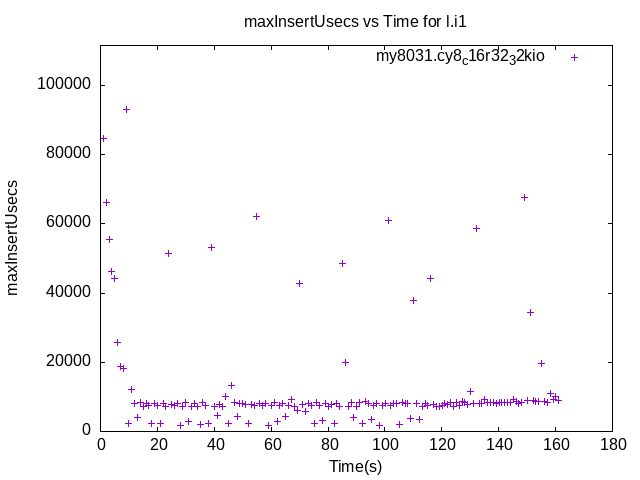 maxInsertUsecs vs Time for l.i1
my8031.cy8c16r3232kio
100000
80000
60000
40000
20000
0
maxInsertUsecs
0 20 40 60 80 100 120 140 160 180
Time(s)